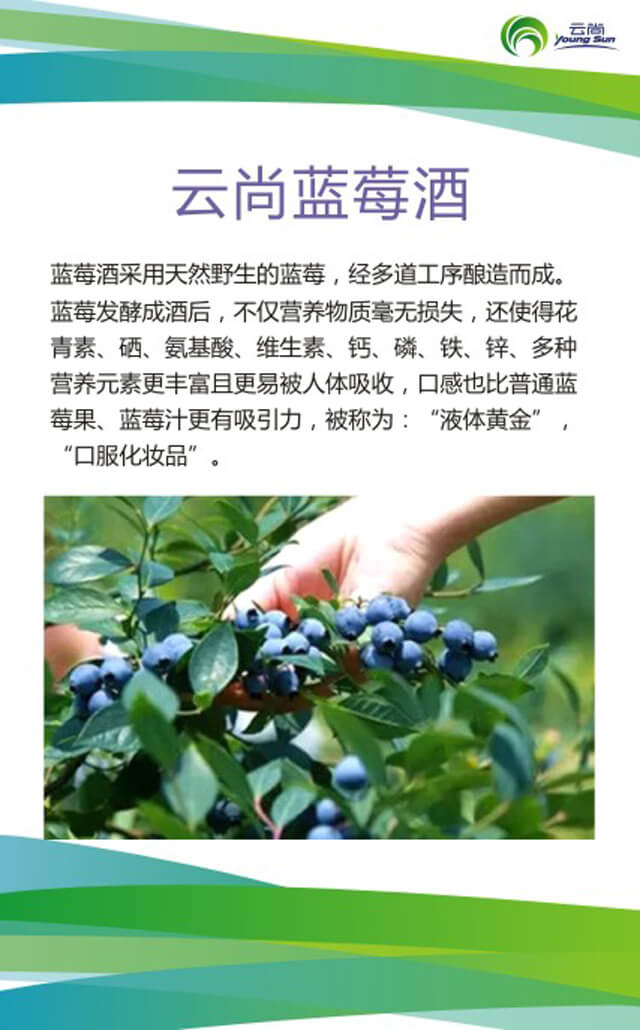 云尚
Young Sun
云尚蓝莓酒
蓝莓酒采用天然野生的蓝莓，经多道工序酿造而成。
蓝莓发酵成酒后，不仅营养物质毫无损失，还使得花
青素、硒、氨基酸、维生素、钙、磷、铁、锌、多种
营养元素更丰富且更易被人体吸收，口感也比普通蓝
莓果、蓝莓汁更有吸引力，被称为：“液体黄金”，
“口服化妆品”。